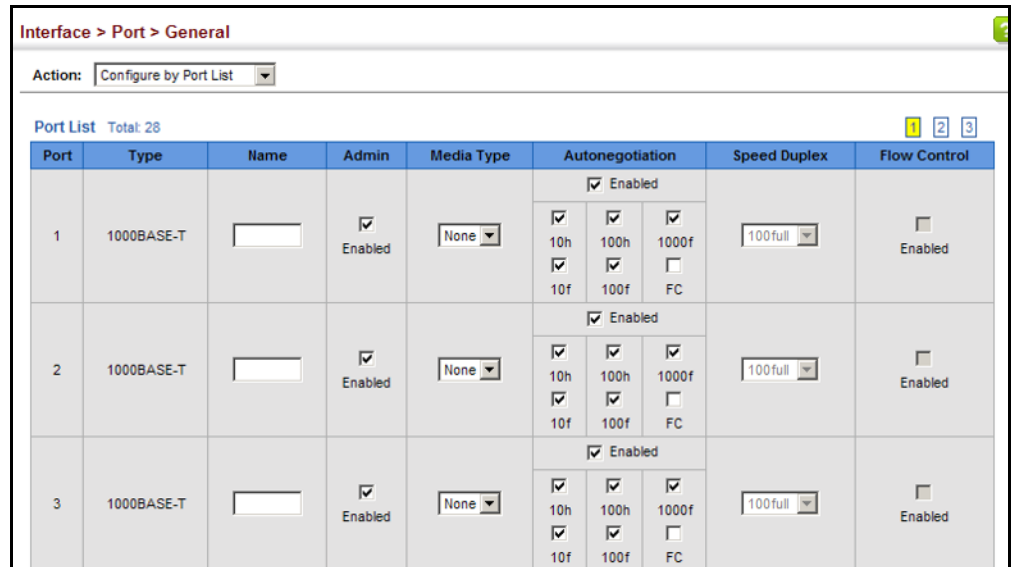 Interface > Port > General
?
Action: Configure by Port List
Port List Total: 28 1 2 3
Port Type Name Admin Media Type Autonegotiation Speed Duplex Flow Control
Enabled
1 1000BASE-T Enabled None 10h 100h 1000f 100full Enabled
10f 100f FC
Enabled
2 1000BASE-T Enabled None 10h 100h 1000f 100full Enabled
10f 100f FC
Enabled
3 1000BASE-T Enabled None 10h 100h 1000f 100full Enabled
10f 100f FC